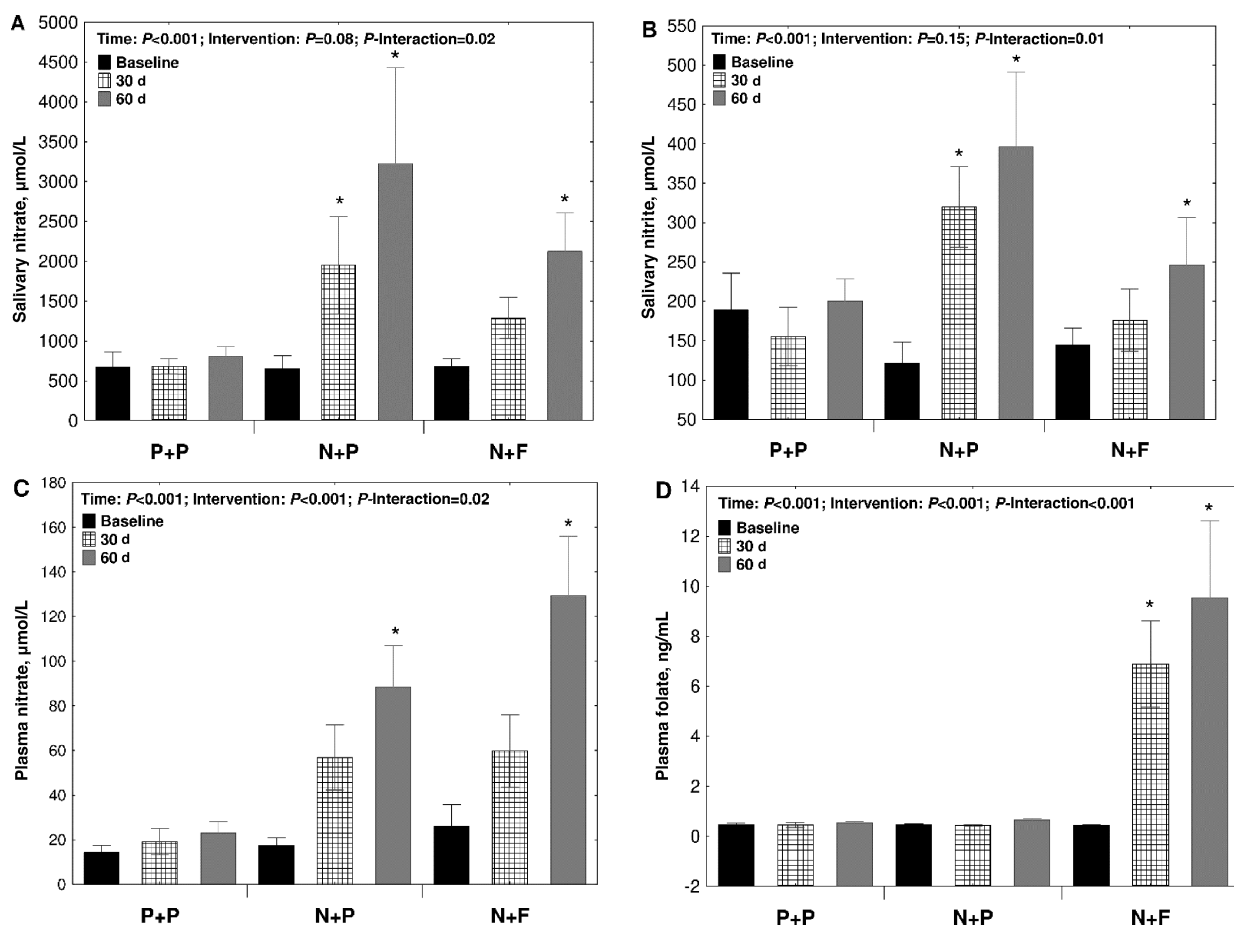 A
Time: P<0.001; Intervention: P=0.08; P-Interaction=0.02
Baseline
30 d
60 d
Salivary nitrate, µmol/L
5000
4500
4000
3500
3000
2500
2000
1500
1000
500
0
*
*
*
P+P
N+P
N+F
B
Time: P<0.001; Intervention: P=0.15; P-Interaction=0.01
Baseline
30 d
60 d
Salivary nitrite, µmol/L
550
500
450
400
350
300
250
200
150
100
50
*
*
*
P+P
N+P
N+F
C
Time: P<0.001; Intervention: P<0.001; P-Interaction=0.02
Baseline
30 d
60 d
Plasma nitrate, µmol/L
180
160
140
120
100
80
60
40
20
0
*
*
P+P
N+P
N+F
D
Time: P<0.001; Intervention: P<0.001; P-Interaction<0.001
Baseline
30 d
60 d
Plasma folate, ng/mL
14
12
10
8
6
4
2
0
-2
*
*
P+P
N+P
N+F